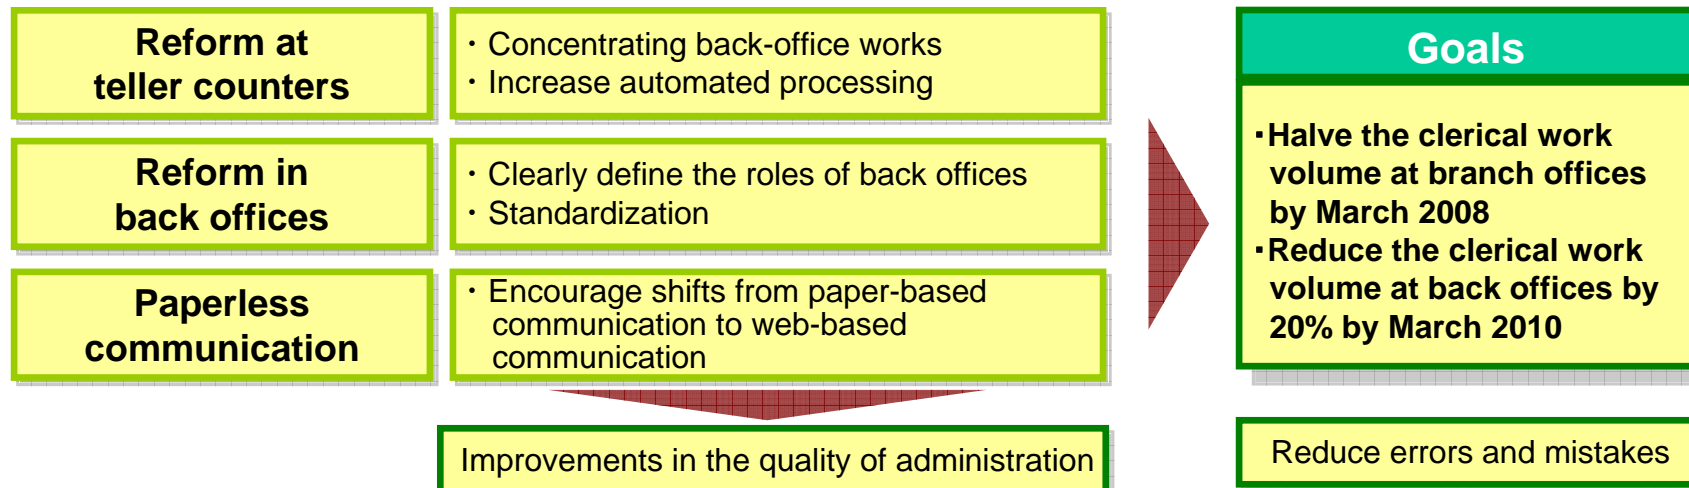 Reform at
teller counters
・Concentrating back-office works
・Increase automated processing
Reform in
back offices
・Clearly define the roles of back offices
・Standardization
Paperless
communication
・Encourage shifts from paper-based
communication to web-based
communication
Improvements in the quality of administration
Goals
▪Halve the clerical work
volume at branch offices
by March 2008
▪Reduce the clerical work
volume at back offices by
20% by March 2010
Reduce errors and mistakes